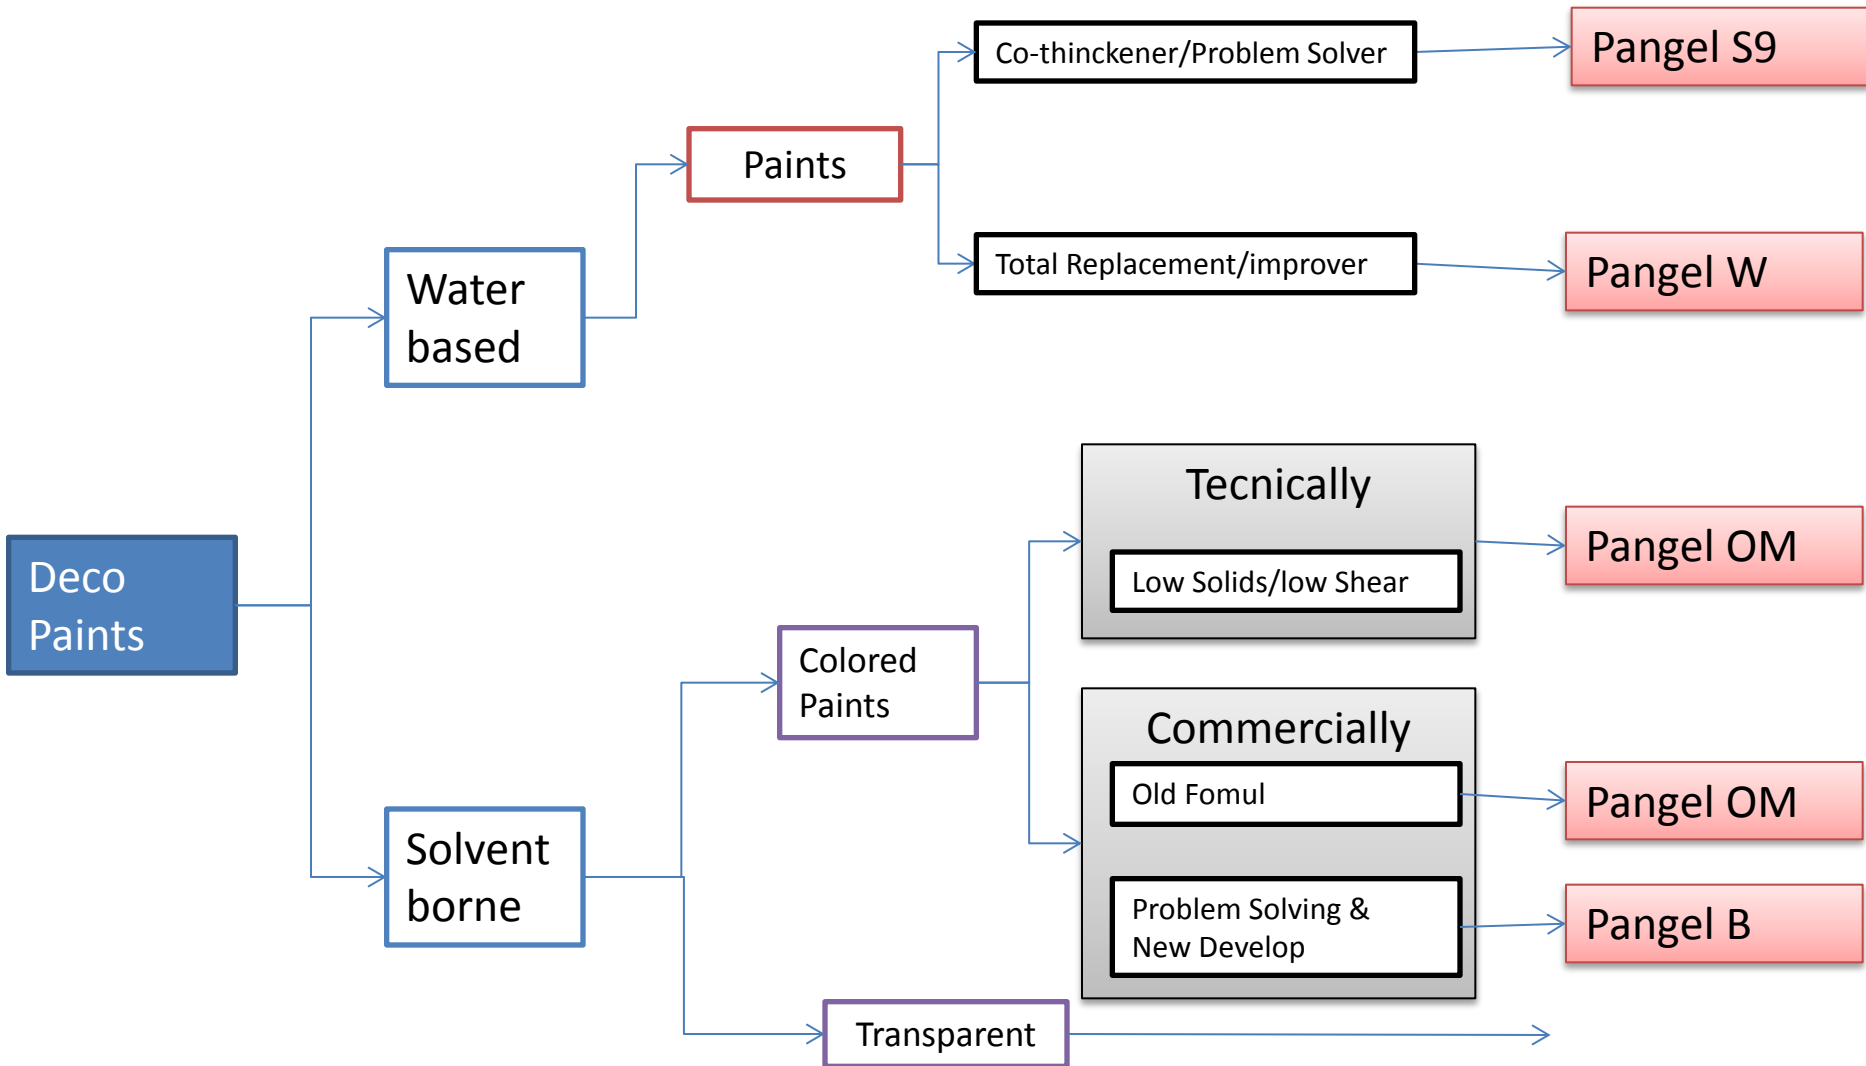 Co-thinckener/Problem Solver
Pangel S9
Paints
Total Replacement/improver
Pangel W
Water
based
Tecnically
Low Solids/low Shear
Pangel OM
Deco
Paints
Colored
Paints
Commercially
Old Fomul
Pangel OM
Solvent
borne
Problem Solving &
New Develop
Pangel B
Transparent